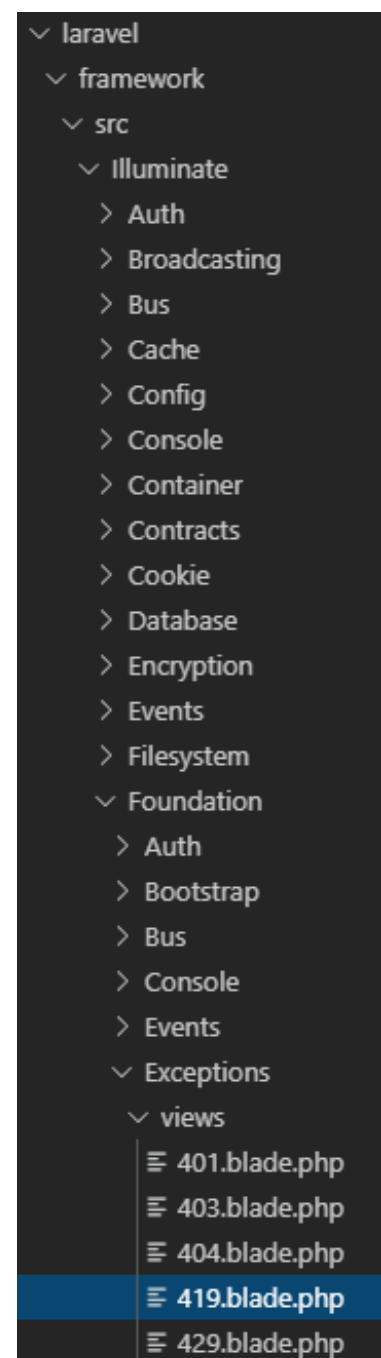 laravel
framework
src
Illuminate
Auth
Broadcasting
Bus
Cache
Config
Console
Container
Contracts
Cookie
Database
Encryption
Events
Filesystem
Foundation
Auth
Bootstrap
Bus
Console
Events
Exceptions
views
401.blade.php
403.blade.php
404.blade.php
419.blade.php
429.blade.php